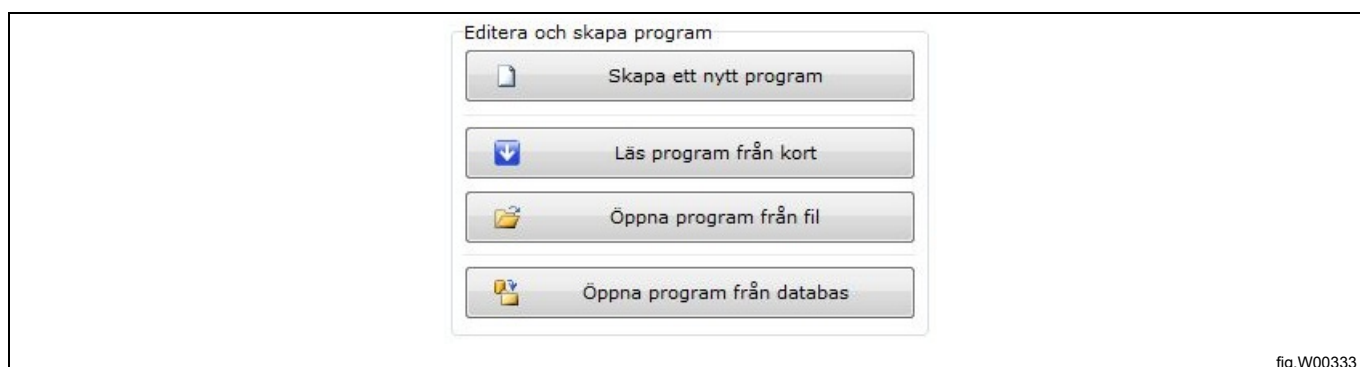 Editera och skapa program
Skapa ett nytt program
Läs program från kort
Öppna program från fil
Öppna program från databas
fig.W00333